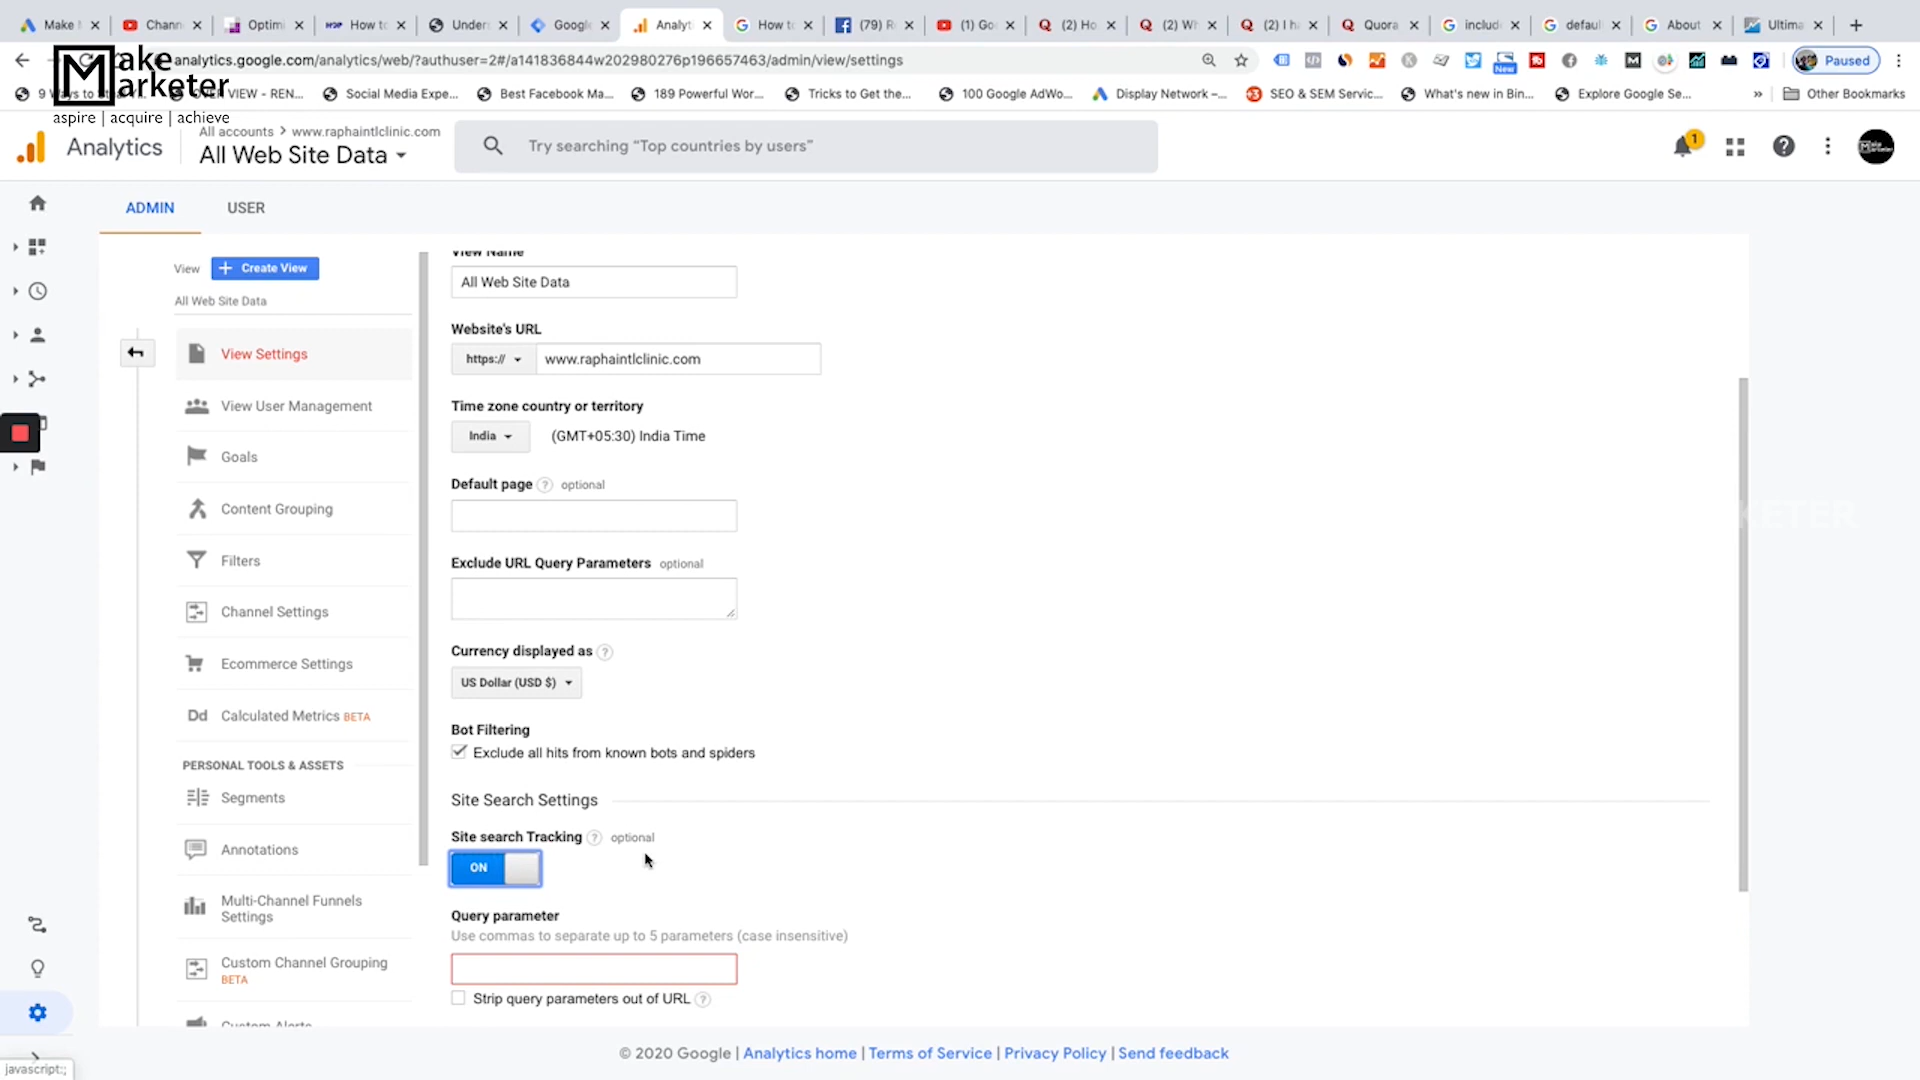 Make M
Chann
Optimi
How to
Under
Google
Analyti
How to
(79) R
(1) Go
(2) Ho
(2) Wh
(2) I h
Quora
includ
defaul
About
Ultima
analytics.google.com/analytics/web/?authuser=2#/a141836844w202980276p196657463/admin/view/settings
New
Paused
VIEW - REN...
Social Media Expe...
Best Facebook Ma...
189 Powerful Wor...
Tricks to Get the...
100 Google AdWo...
Display Network –...
SEO & SEM Servic...
What's new in Bin...
Explore Google Se...
»
Other Bookmarks
Make
Marketer
aspire | acquire | achieve
Analytics
All accounts > www.raphaintlclinic.com
All Web Site Data
Try searching “Top countries by users”
1
ADMIN
USER
View
+ Create View
All Web Site Data
View Settings
View User Management
Goals
Content Grouping
Filters
Channel Settings
Ecommerce Settings
Dd Calculated Metrics BETA
PERSONAL TOOLS & ASSETS
Segments
Annotations
Multi-Channel Funnels
Settings
Custom Channel Grouping
BETA
Custom Alerts
View Name
All Web Site Data
Website's URL
https://
www.raphaintlclinic.com
Time zone country or territory
India
(GMT+05:30) India Time
Default page ? optional
Exclude URL Query Parameters optional
Currency displayed as ?
US Dollar (USD $)
Bot Filtering
Exclude all hits from known bots and spiders
Site Search Settings
Site search Tracking ? optional
ON
Query parameter
Use commas to separate up to 5 parameters (case insensitive)
Strip query parameters out of URL ?
KETER
© 2020 Google | Analytics home | Terms of Service | Privacy Policy | Send feedback
javascript:;